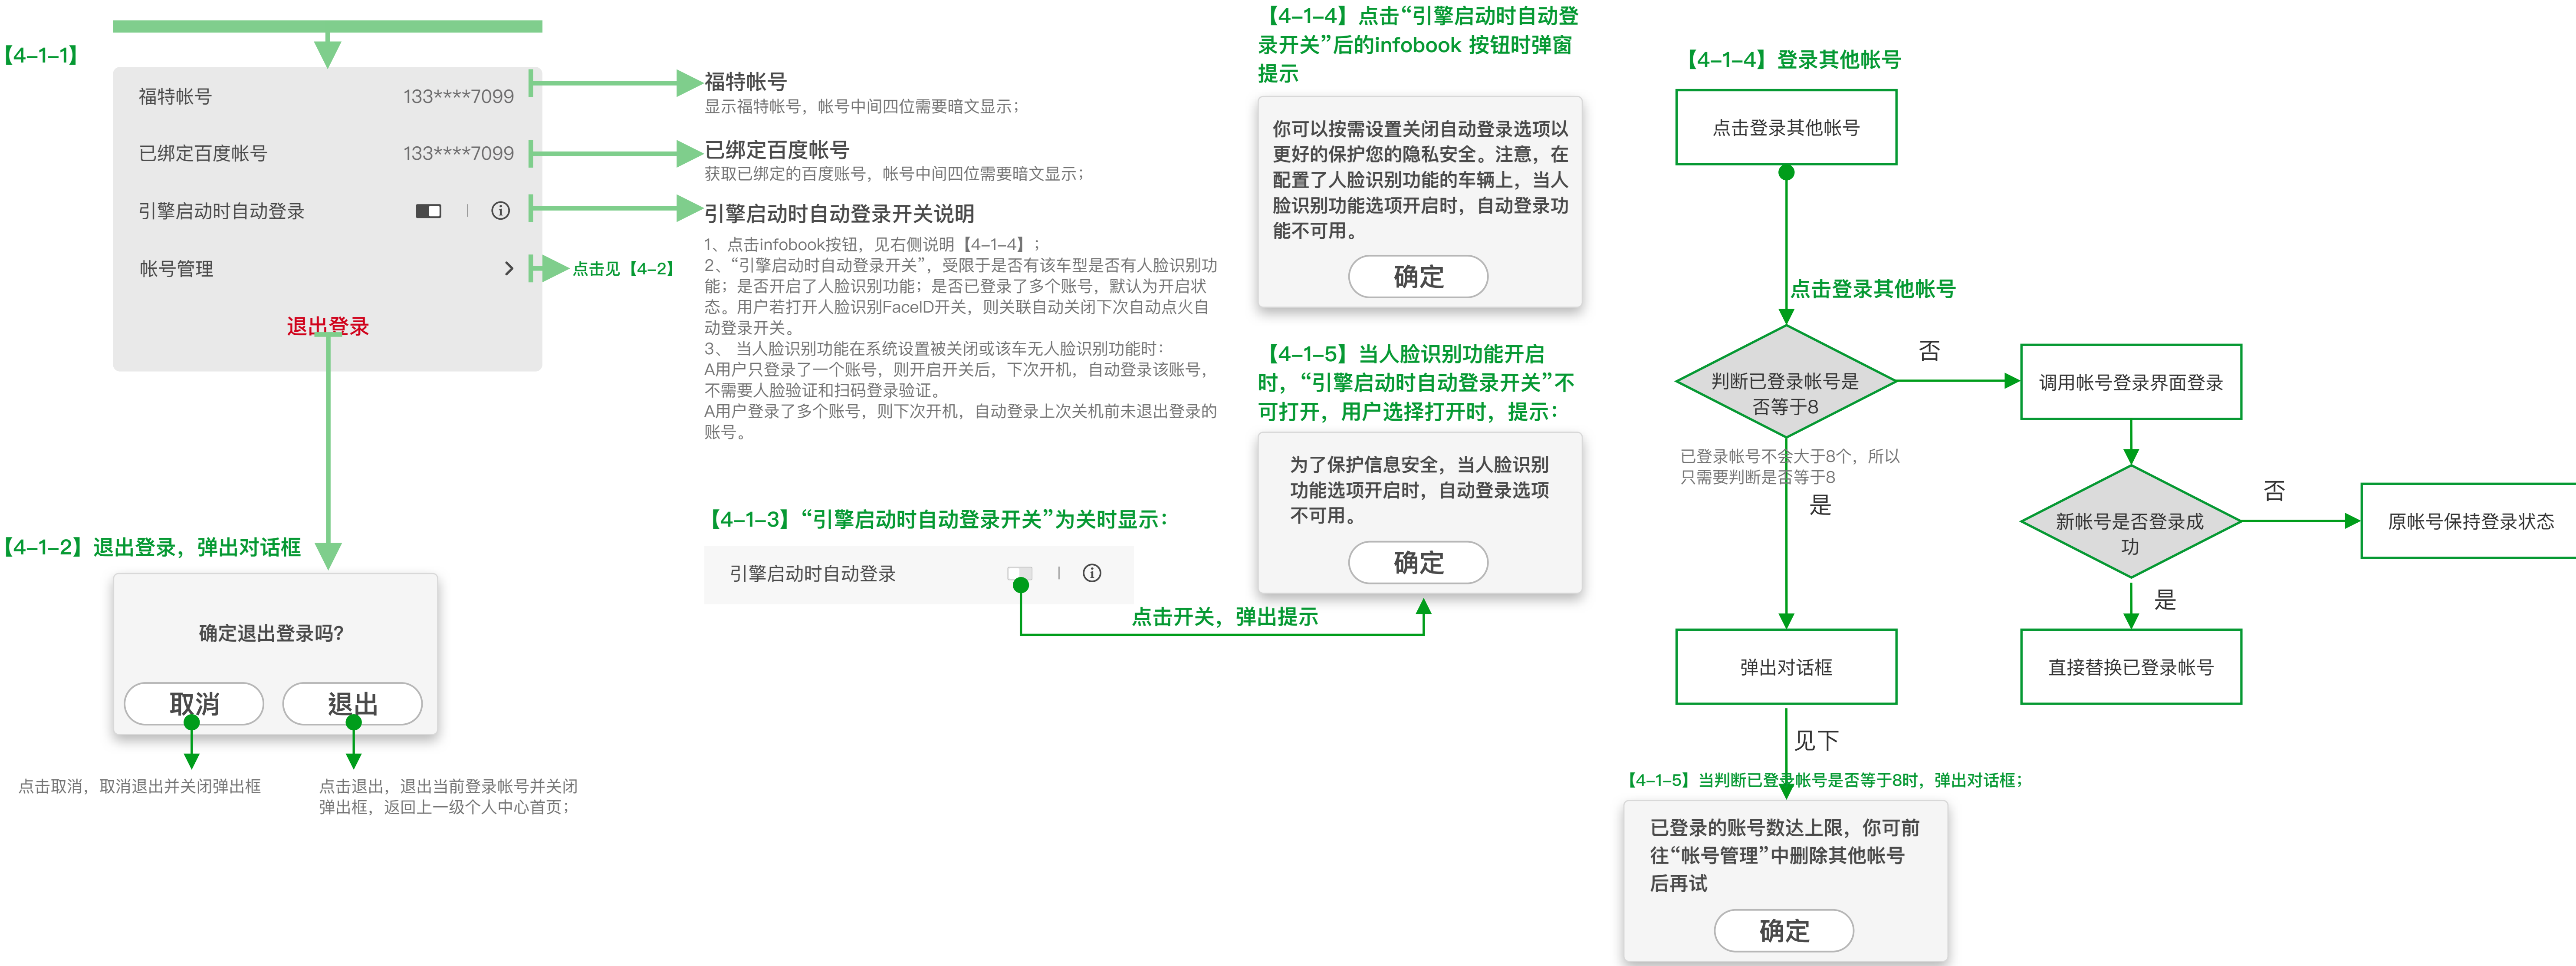 【4-1-1】
福特帐号 133****7099
已绑定百度帐号 133****7099
引擎启动时自动登录
帐号管理
退出登录
点击见【4-2】
【4-1-2】退出登录，弹出对话框
确定退出登录吗?
取消 退出
点击取消，取消退出并关闭弹出框
点击退出，退出当前登录帐号并关闭
弹出框，返回上一级个人中心首页；
福特帐号
显示福特帐号，帐号中间四位需要暗文显示；
已绑定百度帐号
获取已绑定的百度账号，帐号中间四位需要暗文显示；
引擎启动时自动登录开关说明
1、点击infobook按钮，见右侧说明【4-1-4】；
2、“引擎启动时自动登录开关”，受限于是否有该车型是否有人脸识别功
能；是否开启了人脸识别功能；是否已登录了多个账号，默认为开启状
态。用户若打开人脸识别FaceID开关，则关联自动关闭下次自动点火自
动登录开关。
3、 当人脸识别功能在系统设置被关闭或该车无人脸识别功能时：
A用户只登录了一个账号，则开启开关后，下次开机，自动登录该账号，
不需要人脸验证和扫码登录验证。
A用户登录了多个账号，则下次开机，自动登录上次关机前未退出登录的
账号。
【4-1-3】“引擎启动时自动登录开关”为关时显示：
引擎启动时自动登录
点击开关，弹出提示
【4-1-4】点击“引擎启动时自动登
录开关”后的infobook 按钮时弹窗
提示
你可以按需设置关闭自动登录选项以
更好的保护您的隐私安全。注意，在
配置了人脸识别功能的车辆上，当人
脸识别功能选项开启时，自动登录功
能不可用。
确定
【4-1-5】当人脸识别功能开启
时，“引擎启动时自动登录开关”不
可打开，用户选择打开时，提示：
为了保护信息安全，当人脸识别
功能选项开启时，自动登录选项
不可用。
确定
【4-1-4】登录其他帐号
点击登录其他帐号
点击登录其他帐号
判断已登录帐号是
否等于8
否
调用帐号登录界面登录
已登录帐号不会大于8个，所以
只需要判断是否等于8
是
新帐号是否登录成
功
否
原帐号保持登录状态
是
弹出对话框
直接替换已登录帐号
见下
【4-1-5】当判断已登录帐号是否等于8时，弹出对话框；
已登录的账号数达上限，你可前
往“帐号管理”中删除其他帐号
后再试
确定